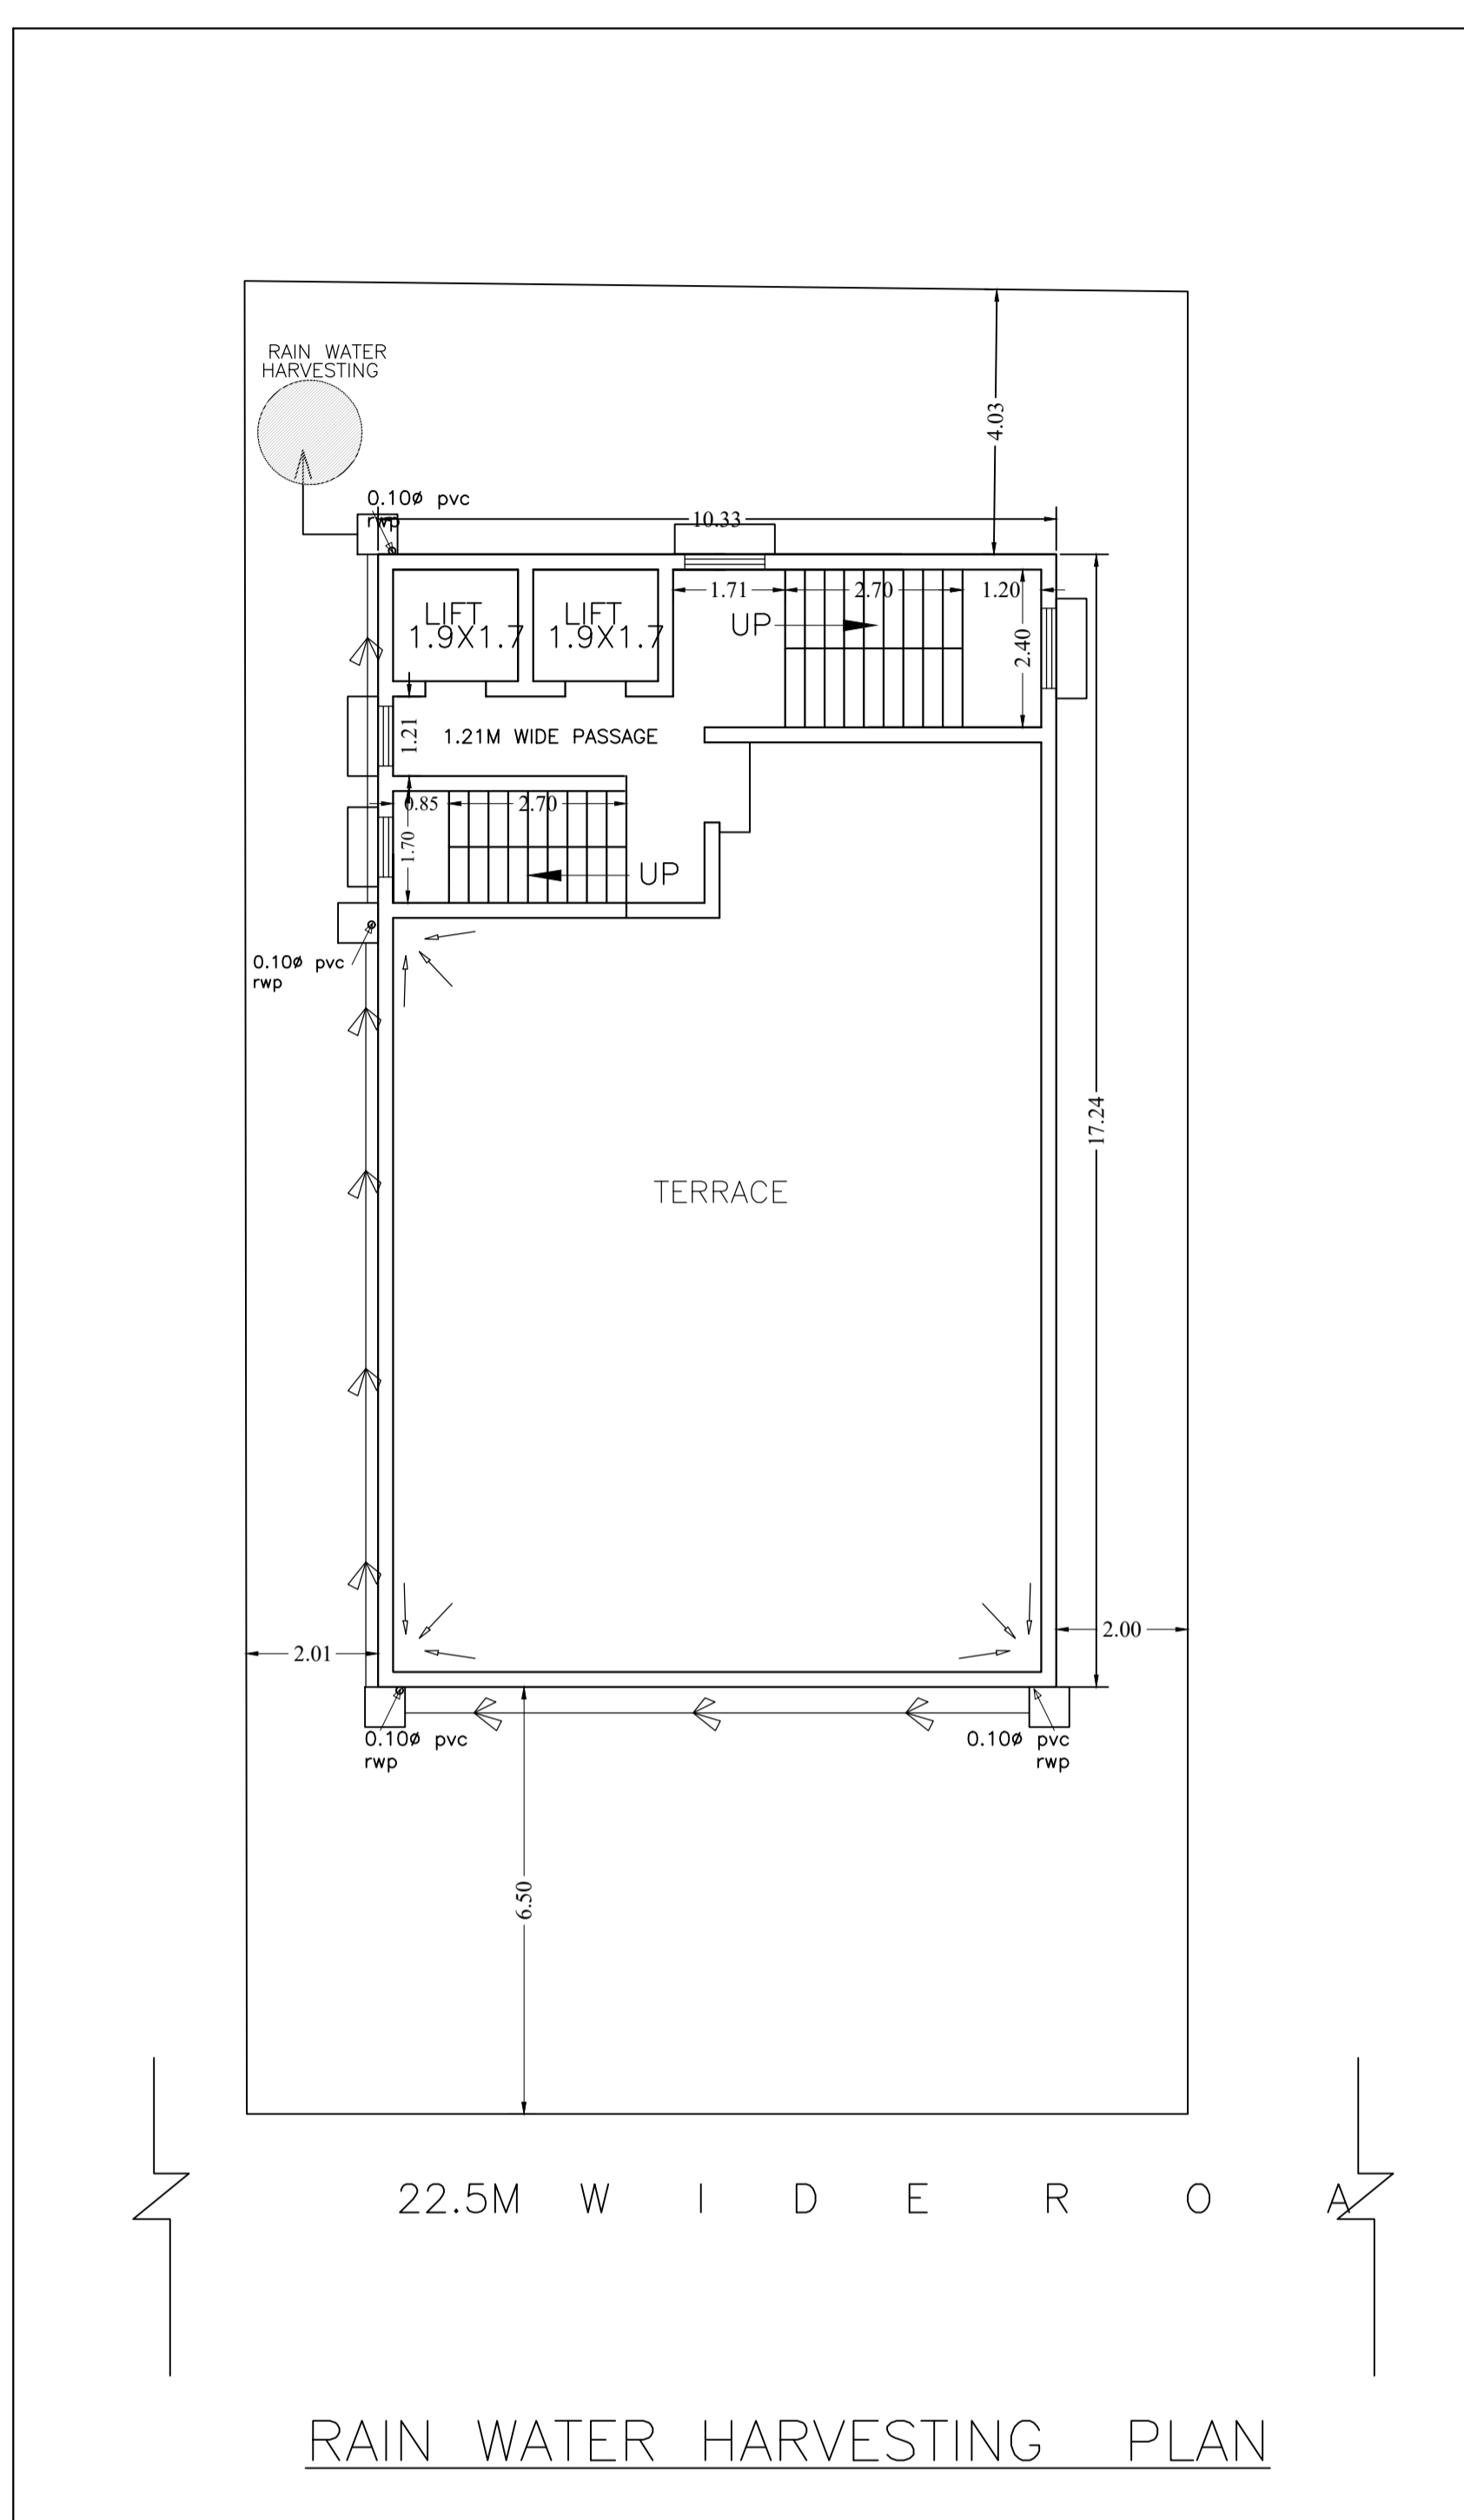 RAIN WATER
HARVESTING
4.03
0.10ø pvc
rwp
10.33
LIFT
1.9X1.7
LIFT
1.9X1.7
1.71
2.70
1.20
UP
2.40
1.21
1.21M WIDE PASSAGE
0.85
2.70
1.70
UP
0.10ø pvc
rwp
17.24
TERRACE
2.01
2.00
0.10ø pvc
rwp
0.10ø pvc
rwp
6.50
22.5M W I D E R O A
RAIN WATER HARVESTING PLAN